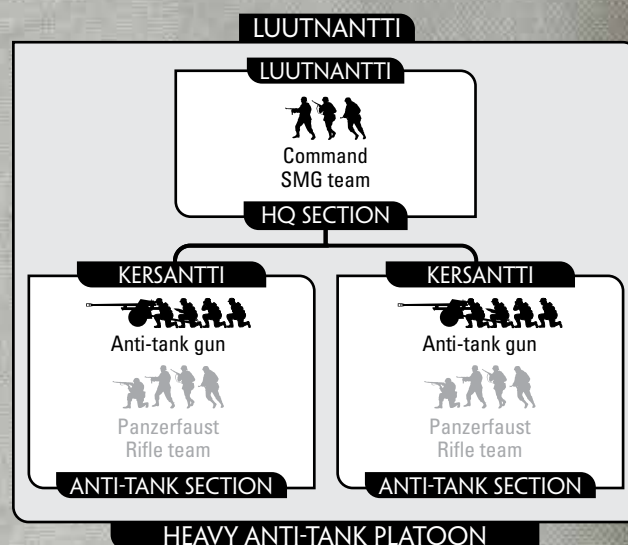 LUUTNANTTI
LUUTNANTTI
Command
SMG team
HQ SECTION
KERSANTTI
Anti-tank gun
Panzerfaust
Rifle team
ANTI-TANK SECTION
KERSANTTI
Anti-tank gun
Panzerfaust
Rifle team
ANTI-TANK SECTION
HEAVY ANTI-TANK PLATOON